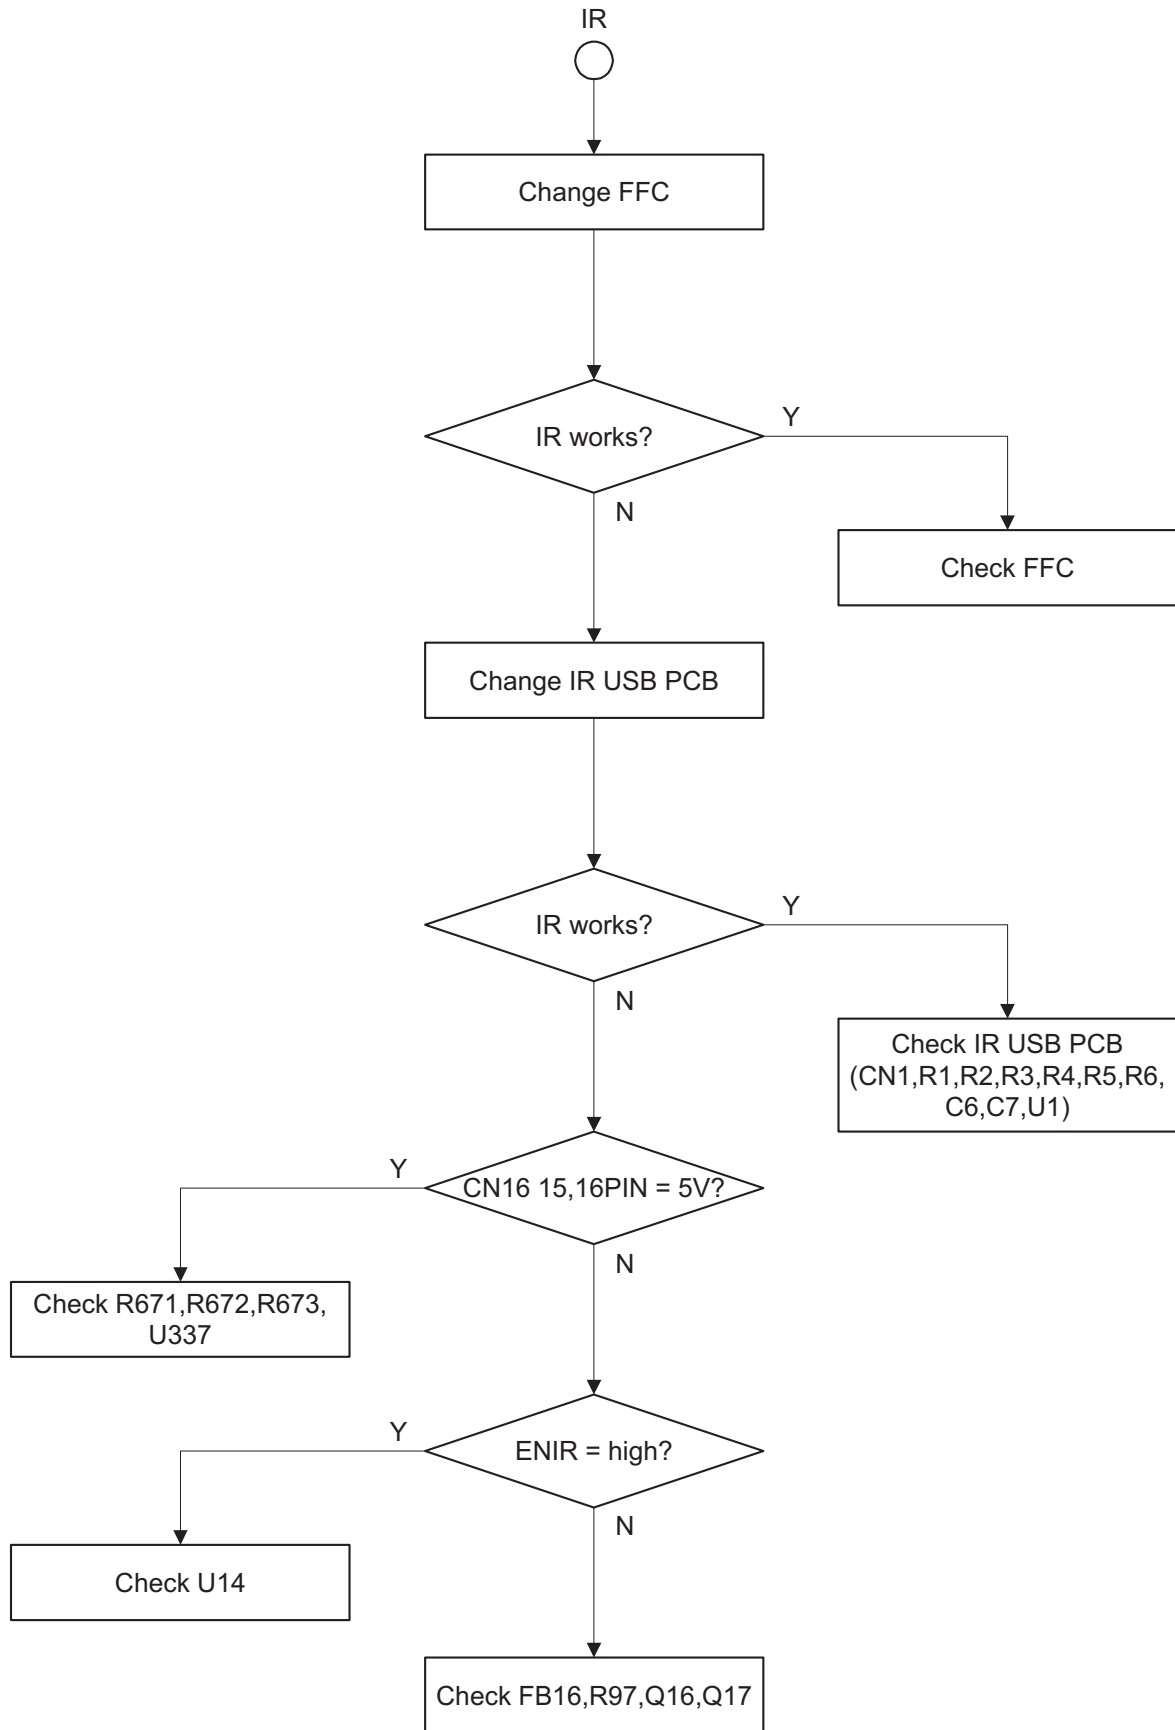 IR
Change FFC
IR works?
Y
N
Check FFC
Change IR USB PCB
IR works?
Y
N
Check IR USB PCB
(CN1,R1,R2,R3,R4,R5,R6,
C6,C7,U1)
Y
CN16 15,16PIN = 5V?
N
Check R671,R672,R673,
U337
Y
ENIR = high?
N
Check U14
Check FB16,R97,Q16,Q17